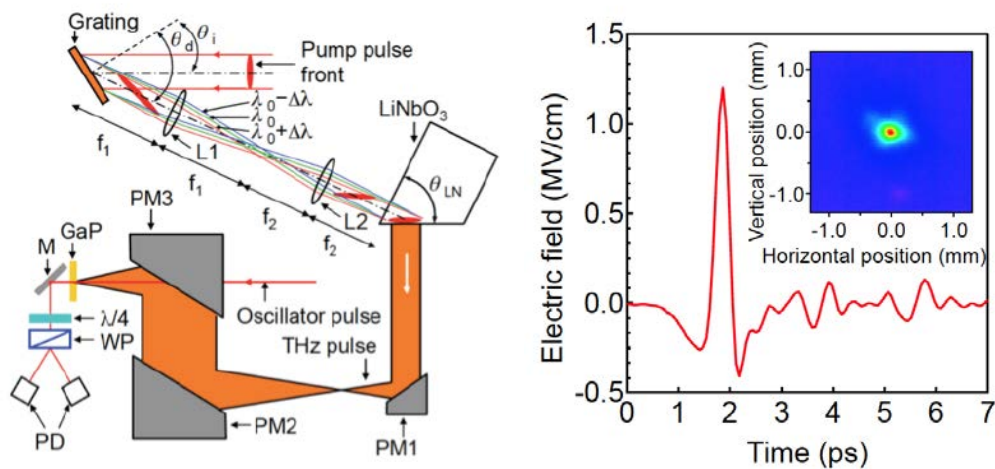 Grating
θd
θi
Pump pulse
front
λ0−Δλ
λ0
λ0+Δλ
LiNbO3
f1
L1
f1
θLN
f2
L2
f2
PM3
GaP
M
λ/4
WP
PD
Oscillator pulse
THz pulse
PM2
PM1
Electric field (MV/cm)
1.5
1.0
0.5
0.0
-0.5
0 1 2 3 4 5 6 7
Time (ps)
Vertical position (mm)
1.0
0.0
-1.0
-1.0 0.0 1.0
Horizontal position (mm)